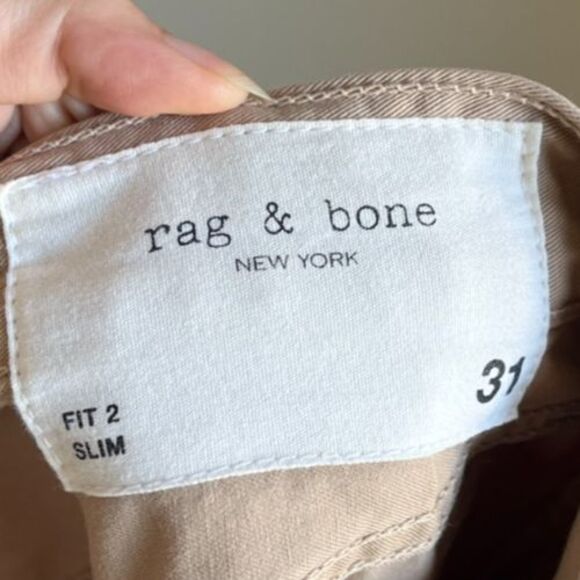 rag & bone
NEW YORK
FIT 2
SLIM
31